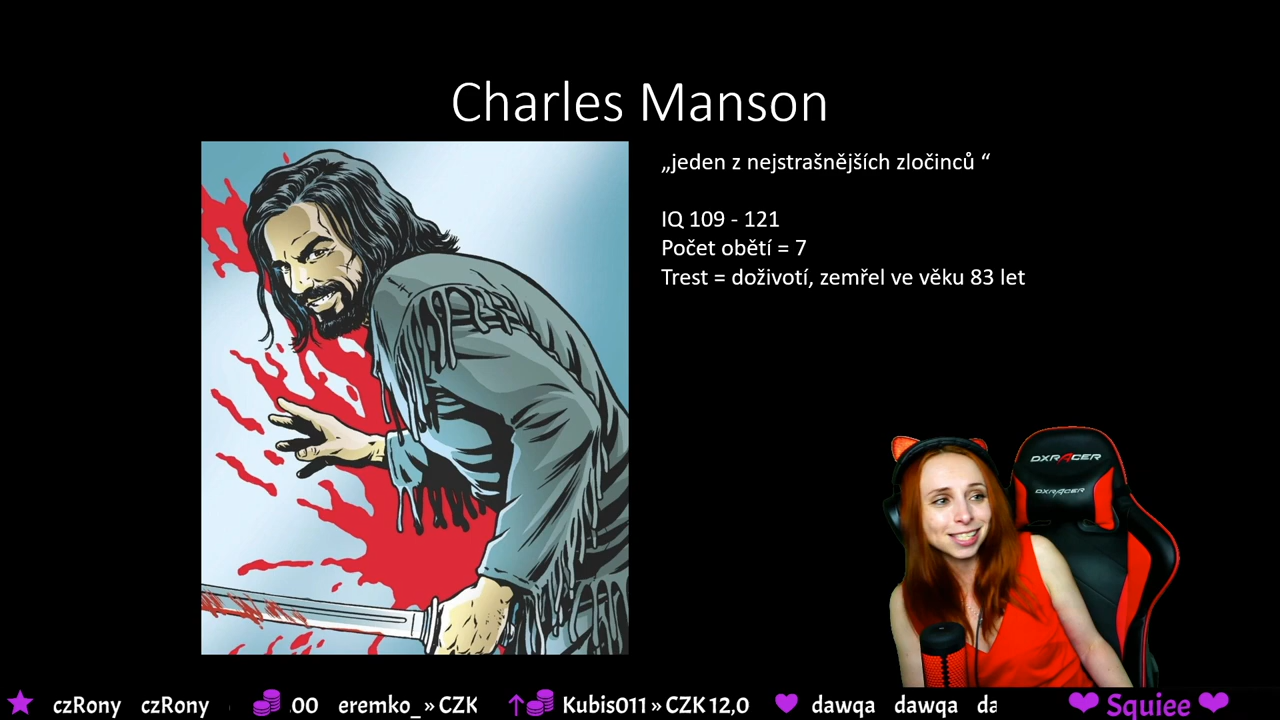 Charles Manson
„jeden z nejstrašnějších zločinců “
IQ 109 - 121
Počet obětí = 7
Trest = doživotí, zemřel ve věku 83 let
DXRACER
DXRACER
czRony czRony
.00 eremko_ » CZK
Kubis011 » CZK 12,0
dawqa dawqa da
Squiee